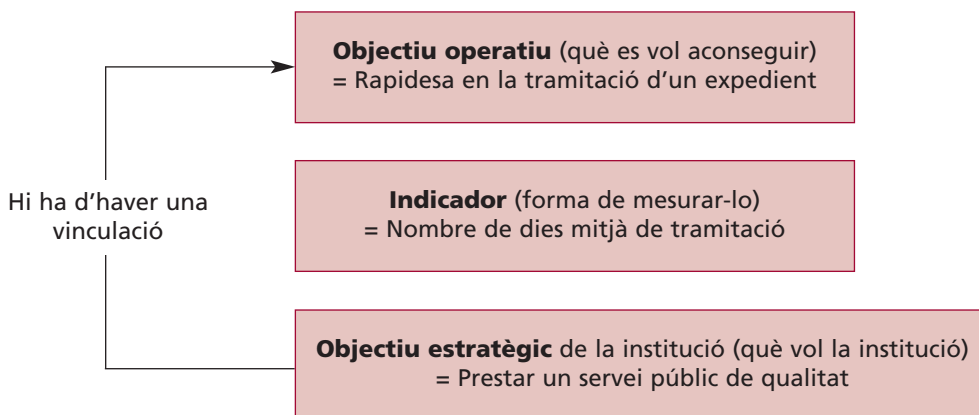 Objectiu operatiu (què es vol aconseguir)
= Rapidesa en la tramitació d’un expedient
Indicador (forma de mesurar-lo)
= Nombre de dies mitjà de tramitació
Hi ha d’haver una
vinculació
Objectiu estratègic de la institució (què vol la institució)
= Prestar un servei públic de qualitat